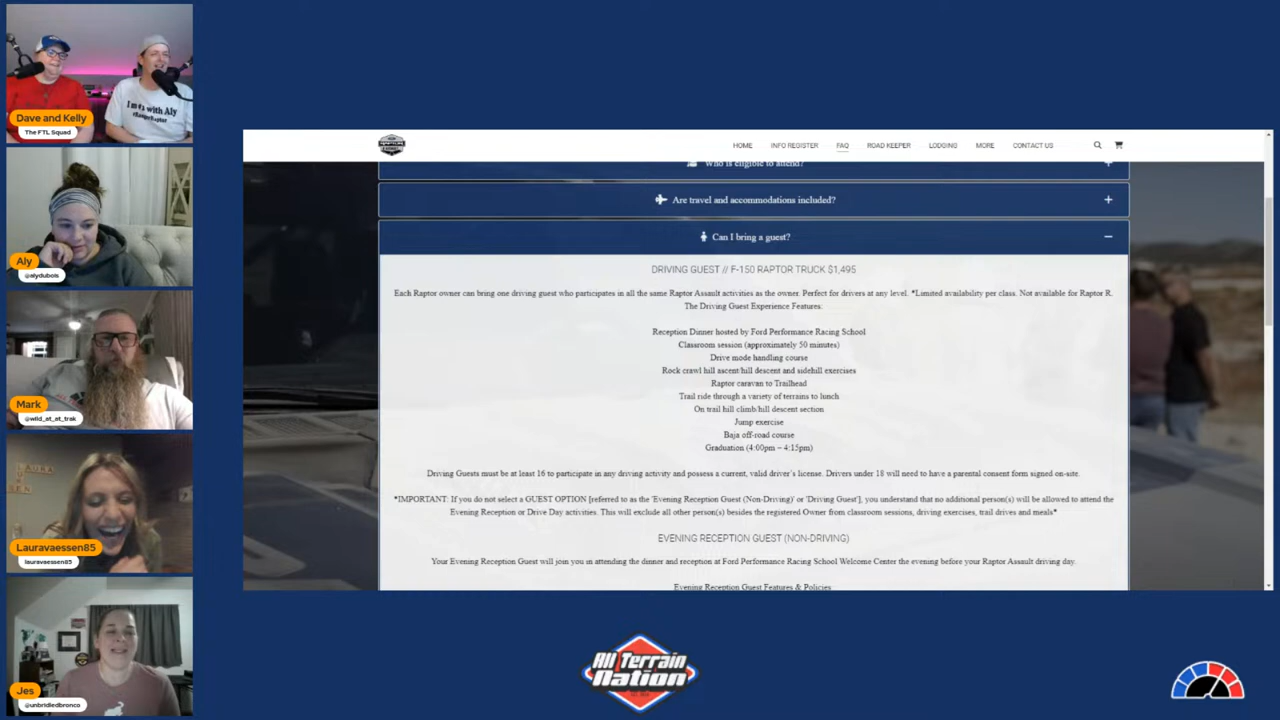 I'm #1 with Aly
Dave and Kelly
The FTL Squad
Aly
@alydubois
Mark
@wild_at_at_trak
Lauravaessen85
lauravaessen85
Jes
@unbridledbronco
HOME INFO REGISTER FAQ ROAD KEEPER LODGING MORE CONTACT US
Who is eligible to attend?
Are travel and accommodations included?
Can I bring a guest?
DRIVING GUEST // F-150 RAPTOR TRUCK $1,495
Each Raptor owner can bring one driving guest who participates in all the same Raptor Assault activities as the owner. Perfect for drivers at any level. *Limited availability per class. Not available for Raptor R.
The Driving Guest Experience Features:
Reception Dinner hosted by Ford Performance Racing School
Classroom session (approximately 50 minutes)
Drive mode handling course
Rock crawl hill ascent/hill descent and sidehill exercises
Raptor caravan to Trailhead
Trail ride through a variety of terrains to lunch
On trail hill climb/hill descent section
Jump exercise
Baja off-road course
Graduation (4:00pm – 4:15pm)
Driving Guests must be at least 16 to participate in any driving activity and possess a current, valid driver's license. Drivers under 18 will need to have a parental consent form signed on-site.
*IMPORTANT: If you do not select a GUEST OPTION [referred to as the 'Evening Reception Guest (Non-Driving)' or 'Driving Guest'], you understand that no additional person(s) will be allowed to attend the
Evening Reception or Drive Day activities. This will exclude all other person(s) besides the registered Owner from classroom sessions, driving exercises, trail drives and meals*
EVENING RECEPTION GUEST (NON-DRIVING)
Your Evening Reception Guest will join you in attending the dinner and reception at Ford Performance Racing School Welcome Center the evening before your Raptor Assault driving day.
Evening Reception Guest Features & Policies
All Terrain
Nation